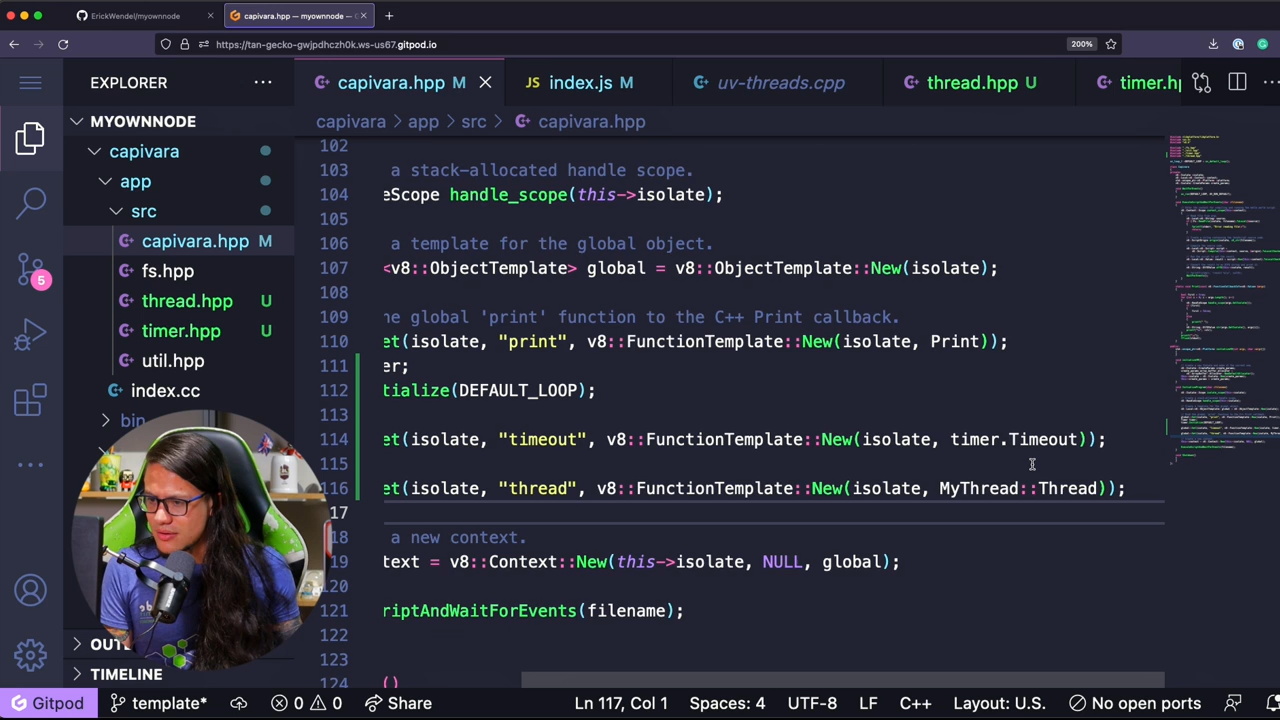 ErickWendel/myownnode
capivara.hpp — myownnode — G
https://tan-gecko-gwjpdhczh0k.ws-us67.gitpod.io
200%
EXPLORER
capivara.hpp M
index.js M
uv-threads.cpp
thread.hpp U
timer.h
MYOWNNODE
capivara > app > src > capivara.hpp
capivara
app
src
capivara.hpp M
fs.hpp
thread.hpp U
timer.hpp U
util.hpp
index.cc
bin
OUT
TIMELINE
5
102
103 a stack-allocated handle scope.
104 eScope handle_scope(this->isolate);
105
106 a template for the global object.
107 <v8::ObjectTemplate> global = v8::ObjectTemplate::New(isolate);
108
109 the global 'print' function to the C++ Print callback.
110 et(isolate, "print", v8::FunctionTemplate::New(isolate, Print));
111 er;
112 tialize(DEFAULT_LOOP);
113
114 et(isolate, "timeout", v8::FunctionTemplate::New(isolate, timer.Timeout));
115
116 et(isolate, "thread", v8::FunctionTemplate::New(isolate, MyThread::Thread));
17
18 a new context.
19 text = v8::Context::New(this->isolate, NULL, global);
120
121 riptAndWaitForEvents(filename);
122
123
124 ()
Gitpod
template*
0 0
Share
Ln 117, Col 1
Spaces: 4
UTF-8
LF
C++
Layout: U.S.
No open ports